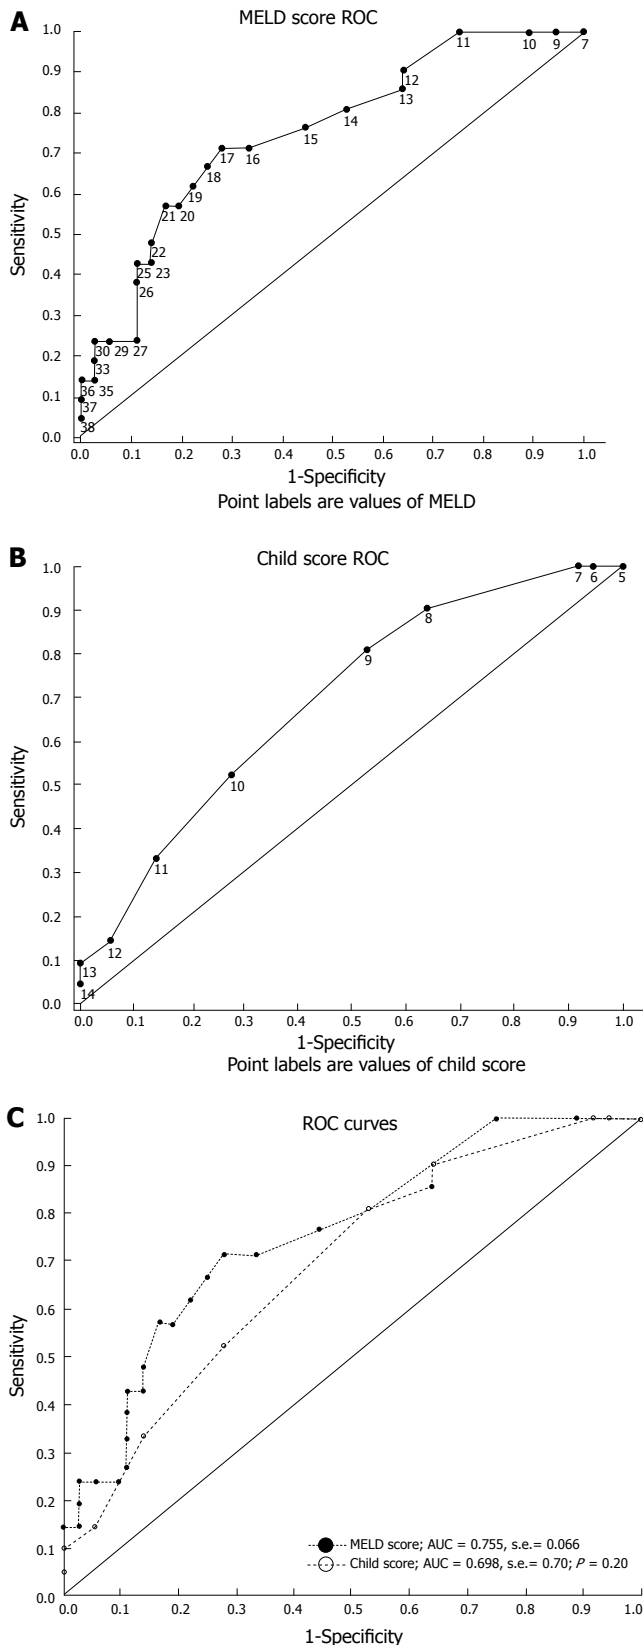 A
MELD score ROC
1.0
0.9
0.8
0.7
0.6
0.5
0.4
0.3
0.2
0.1
0.0
Sensitivity
11 10 9 7
12
13
14
15
17 16
18
19
21 20
22
25 23
26
30 29 27
33
36 35
37
38
0.0 0.1 0.2 0.3 0.4 0.5 0.6 0.7 0.8 0.9 1.0
1-Specificity
Point labels are values of MELD
B
Child score ROC
1.0
0.9
0.8
0.7
0.6
0.5
0.4
0.3
0.2
0.1
0.0
Sensitivity
7 6 5
8
9
10
11
12
13
14
0.0 0.1 0.2 0.3 0.4 0.5 0.6 0.7 0.8 0.9 1.0
1-Specificity
Point labels are values of child score
C
ROC curves
1.0
0.9
0.8
0.7
0.6
0.5
0.4
0.3
0.2
0.1
0.0
Sensitivity
MELD score; AUC = 0.755, s.e.= 0.066
Child score; AUC = 0.698, s.e.= 0.70; P = 0.20
0.0 0.1 0.2 0.3 0.4 0.5 0.6 0.7 0.8 0.9 1.0
1-Specificity